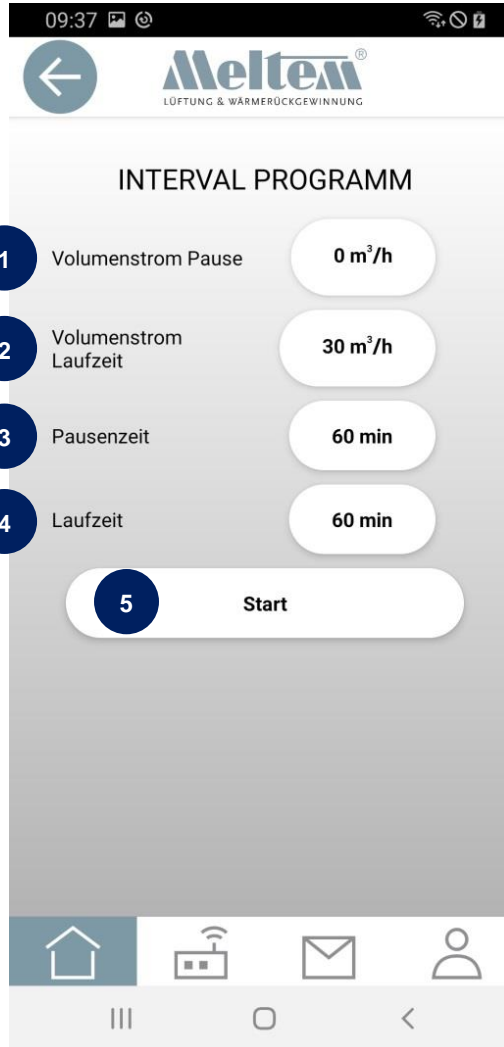 09:37
Meltem®
LÜFTUNG & WÄRMERÜCKGEWINNUNG
INTERVAL PROGRAMM
1 Volumenstrom Pause 0 m³/h
2 Volumenstrom
Laufzeit 30 m³/h
3 Pausenzeit 60 min
4 Laufzeit 60 min
5 Start